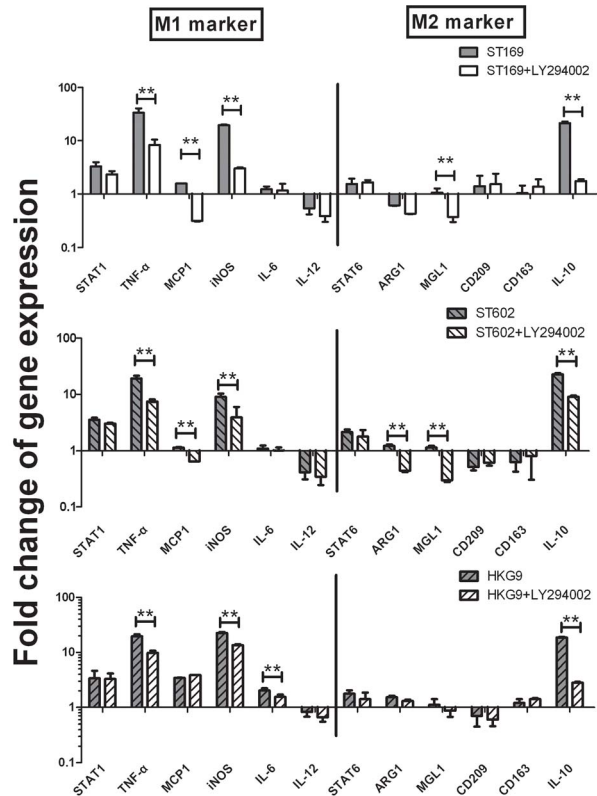 M1 marker
M2 marker
ST169
ST169+LY294002
Fold change of gene expression
100
**
**
**
**
**
10
1
0.1
STAT1
TNF-α
MCP1
iNOS
IL-6
IL-12
STAT6
ARG1
MGL1
CD209
CD163
IL-10
ST602
ST602+LY294002
100
**
**
**
**
**
**
10
1
0.1
STAT1
TNF-α
MCP1
iNOS
IL-6
IL-12
STAT6
ARG1
MGL1
CD209
CD163
IL-10
HKG9
HKG9+LY294002
100
**
**
**
**
10
1
0.1
STAT1
TNF-α
MCP1
iNOS
IL-6
IL-12
STAT6
ARG1
MGL1
CD209
CD163
IL-10